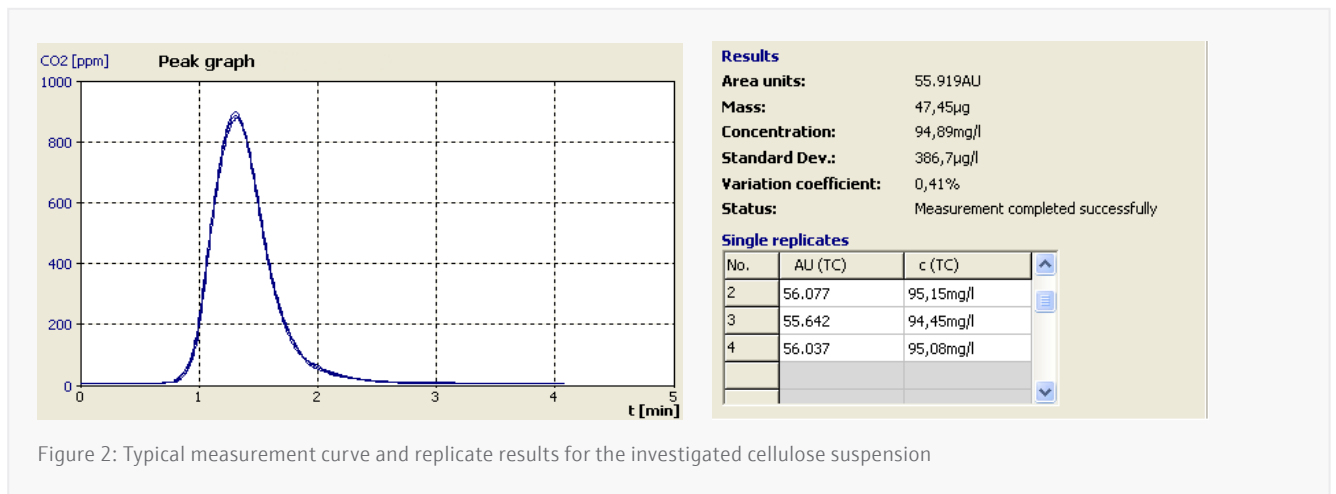 CO2 [ppm] Peak graph
1000
800
600
400
200
0
0 1 2 3 4 5
t [min]
Results
Area units: 55.919AU
Mass: 47,45µg
Concentration: 94,89mg/l
Standard Dev.: 386,7µg/l
Variation coefficient: 0,41%
Status: Measurement completed successfully
Single replicates
No. AU (TC) c (TC)
2 56.077 95,15mg/l
3 55.642 94,45mg/l
4 56.037 95,08mg/l
Figure 2: Typical measurement curve and replicate results for the investigated cellulose suspension